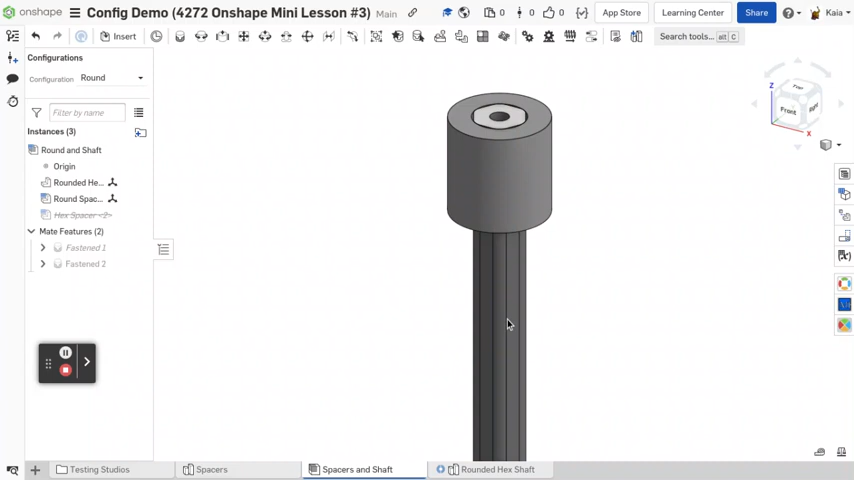 onshape Config Demo (4272 Onshape Mini Lesson #3) Main 0 0 0 App Store Learning Center Share Kaia
Insert Search tools... alt C
Configurations
Configuration Round
Filter by name
Instances (3)
Round and Shaft
Origin
Rounded He...
Round Spac...
Hex Spacer <2>
Mate Features (2)
Fastened 1
Fastened 2
Z
Top
Front
Right
X
Testing Studios Spacers Spacers and Shaft Rounded Hex Shaft